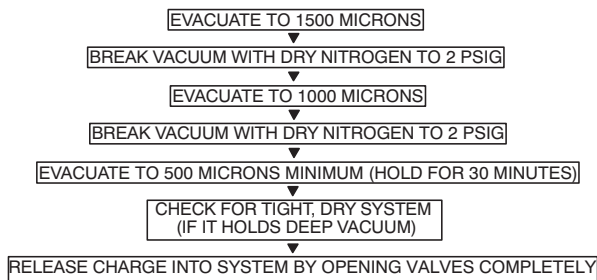 EVACUATE TO 1500 MICRONS
BREAK VACUUM WITH DRY NITROGEN TO 2 PSIG
EVACUATE TO 1000 MICRONS
BREAK VACUUM WITH DRY NITROGEN TO 2 PSIG
EVACUATE TO 500 MICRONS MINIMUM (HOLD FOR 30 MINUTES)
CHECK FOR TIGHT, DRY SYSTEM
(IF IT HOLDS DEEP VACUUM)
RELEASE CHARGE INTO SYSTEM BY OPENING VALVES COMPLETELY